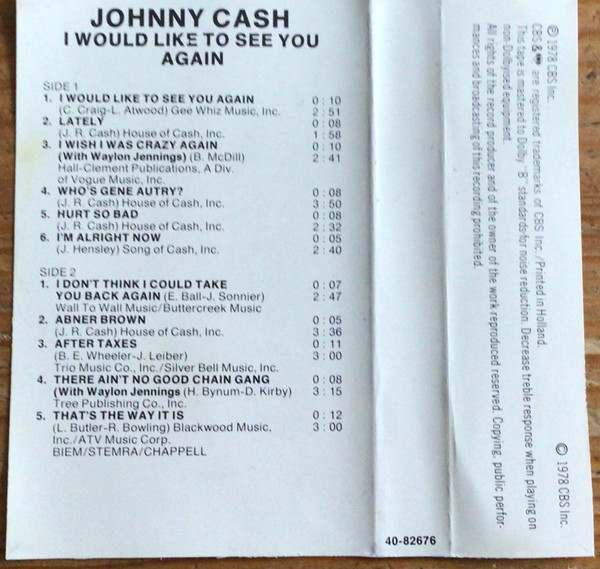 JOHNNY CASH
I WOULD LIKE TO SEE YOU
AGAIN
SIDE 1
1. I WOULD LIKE TO SEE YOU AGAIN 0 : 10
(C. Craig-L. Atwood) Gee Whiz Music, Inc. 2 : 51
2. LATELY 0 : 08
(J. R. Cash) House of Cash, Inc. 1 : 58
3. I WISH I WAS CRAZY AGAIN 0 : 10
(With Waylon Jennings) (B. McDill) 2 : 41
Hall-Clement Publications, A Div.
of Vogue Music, Inc.
4. WHO'S GENE AUTRY? 0 : 08
(J. R. Cash) House of Cash, Inc. 3 : 50
5. HURT SO BAD 0 : 08
(J. R. Cash) House of Cash, Inc. 2 : 32
6. I'M ALRIGHT NOW 0 : 05
(J. Hensley) Song of Cash, Inc. 2 : 40
SIDE 2
1. I DON'T THINK I COULD TAKE 0 : 07
YOU BACK AGAIN (E. Ball-J. Sonnier) 2 : 47
Wall To Wall Music/Buttercreek Music
2. ABNER BROWN 0 : 05
(J. R. Cash) House of Cash, Inc. 3 : 36
3. AFTER TAXES 0 : 11
(B. E. Wheeler-J. Leiber) 3 : 00
Trio Music Co., Inc./Silver Bell Music, Inc.
4. THERE AIN'T NO GOOD CHAIN GANG 0 : 08
(With Waylon Jennings (H. Bynum-D. Kirby) 3 : 15
Tree Publishing Co., Inc.
5. THAT'S THE WAY IT IS 0 : 12
(L. Butler-R. Bowling) Blackwood Music, 3 : 00
Inc./ATV Music Corp.
BIEM/STEMRA/CHAPPELL
40-82676
℗ 1978 CBS Inc.
CBS & are registered trademarks of CBS Inc./Printed in Holland.
This tape is mastered to Dolby "B" standards for noise reduction. Decrease treble response when playing on
non-Dolbyised equipment.
All rights of the record producer and of the owner of the work reproduced reserved. Copying, public perfor-
mances and broadcasting of this recording prohibited.
© 1978 CBS Inc.